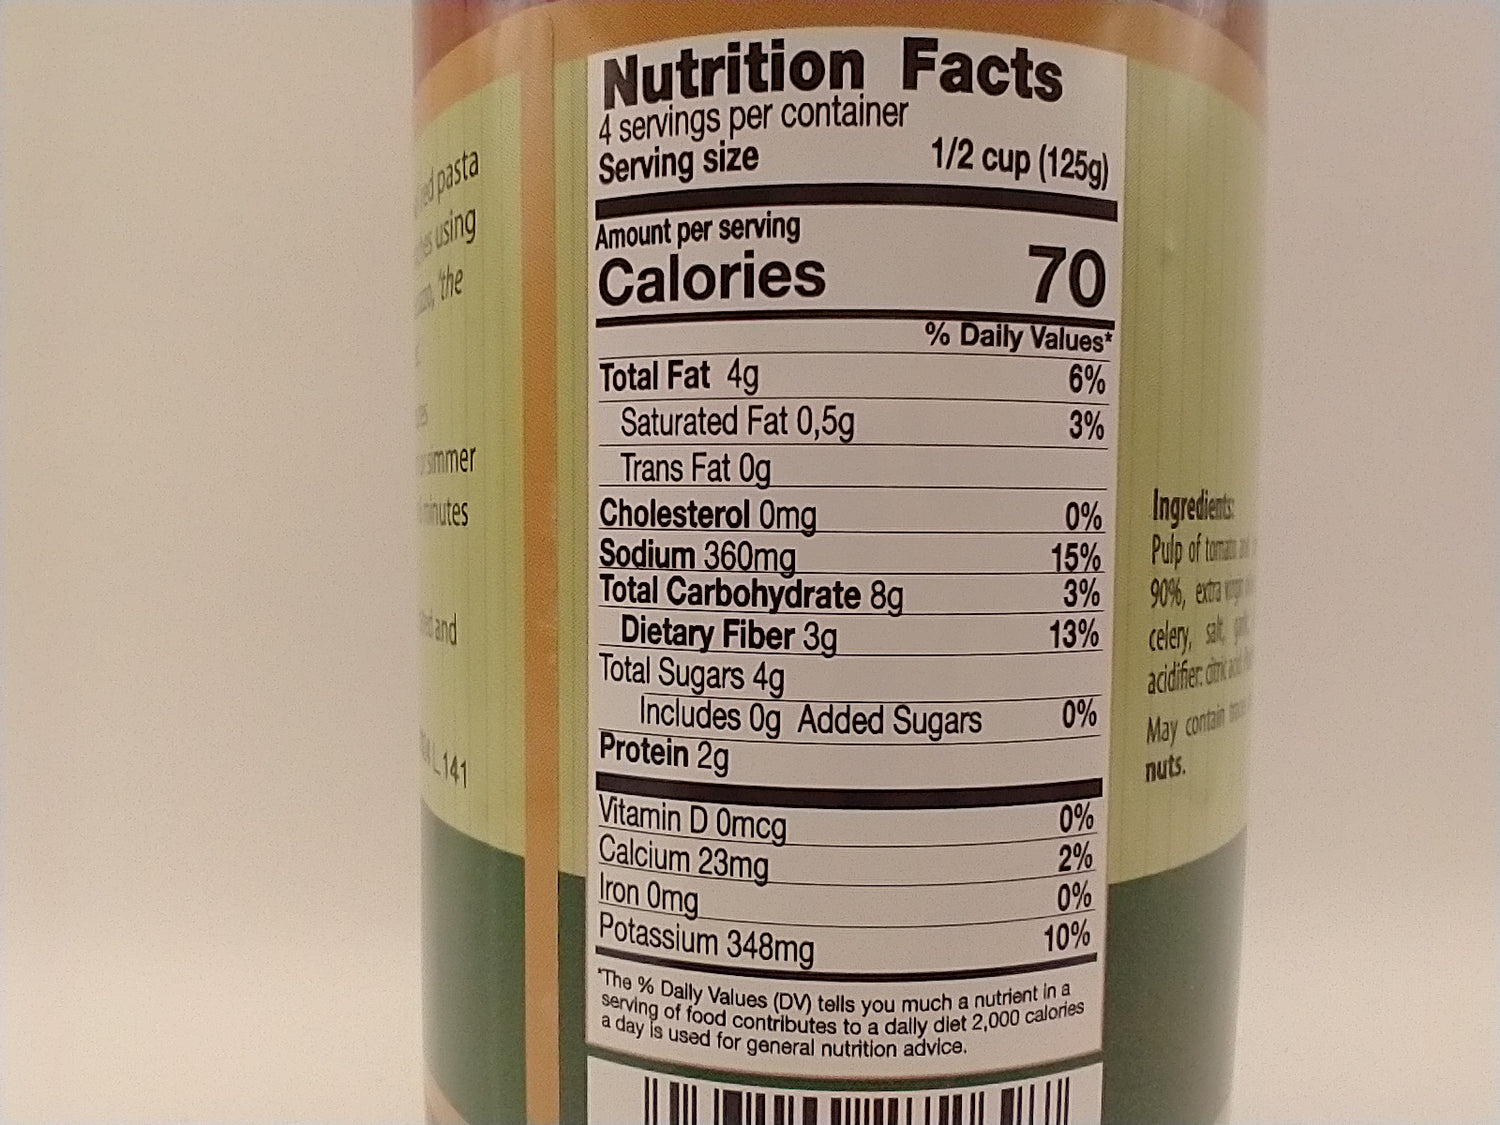 pasta
using
'the
simmer
minutes
and
L 141
Nutrition Facts
4 servings per container
Serving size 1/2 cup (125g)
Amount per serving
Calories 70
% Daily Values*
Total Fat 4g 6%
Saturated Fat 0,5g 3%
Trans Fat 0g
Cholesterol 0mg 0%
Sodium 360mg 15%
Total Carbohydrate 8g 3%
Dietary Fiber 3g 13%
Total Sugars 4g
Includes 0g Added Sugars 0%
Protein 2g
Vitamin D 0mcg 0%
Calcium 23mg 2%
Iron 0mg 0%
Potassium 348mg 10%
*The % Daily Values (DV) tells you much a nutrient in a
serving of food contributes to a daily diet 2,000 calories
a day is used for general nutrition advice.
Ingredients:
Pulp of tomato
90%, extra virgin
celery, salt,
acidifier: citric acid
May contain
nuts.